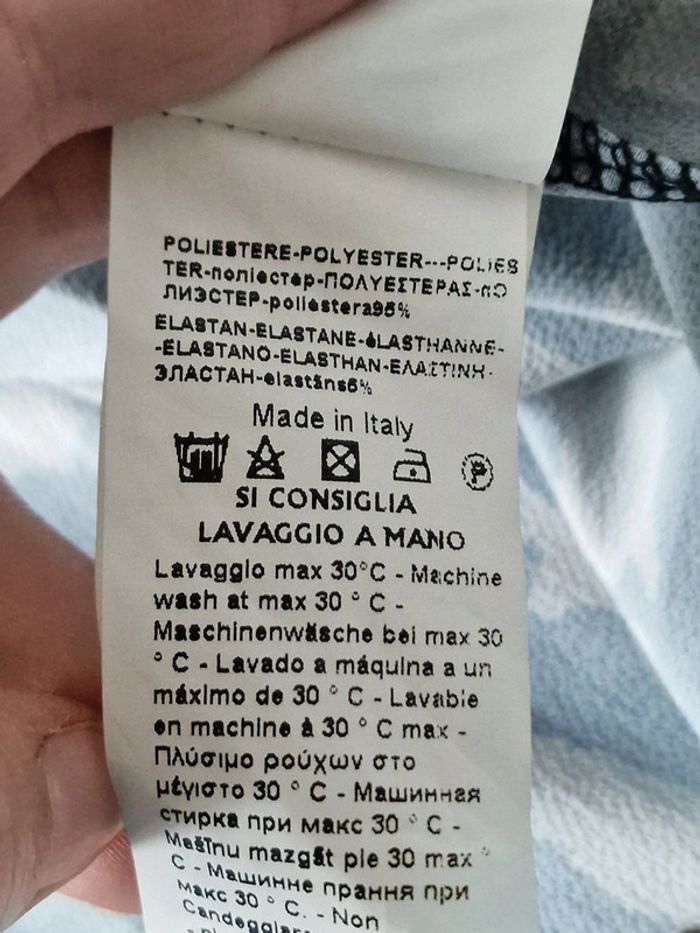 POLIESTERE-POLYESTER---POLIES
TER-поліестер-ΠΟΛΥΕΣΤΕΡΑΣ-ПО
ЛИЭСТЕР-poliestera95%
ELASTAN-ELASTANE-éLASTHANNE-
-ELASTANO-ELASTHAN-ΕΛΑΣΤΙΝΗ-
ЭЛАСТАН-elastāns5%
Made in Italy
P
SI CONSIGLIA
LAVAGGIO A MANO
Lavaggio max 30°C - Machine
wash at max 30 ° C -
Maschinenwäsche bei max 30
° C - Lavado a máquina a un
máximo de 30 ° C - Lavable
en machine à 30 ° C max -
Πλύσιμο ρούχων στο
μέγιστο 30 ° C - Машинная
стирка при макс 30 ° C -
Mašīnu mazgāt pie 30 max °
C - Машинне прання при
макс 30 ° C. - Non
Candeggiare